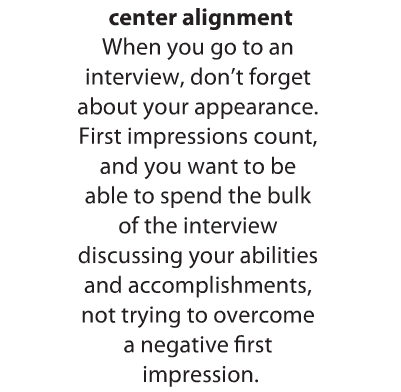 center alignment
When you go to an
interview, don’t forget
about your appearance.
First impressions count,
and you want to be
able to spend the bulk
of the interview
discussing your abilities
and accomplishments,
not trying to overcome
a negative first
impression.